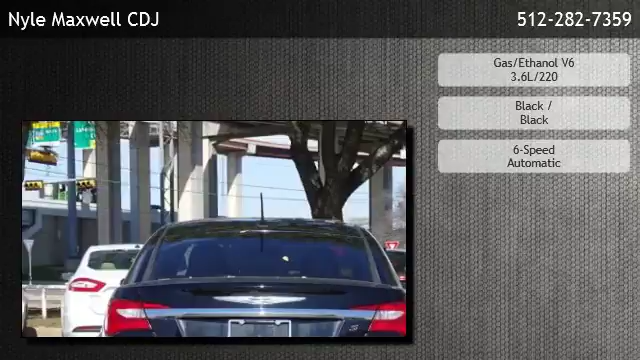 Nyle Maxwell CDJ
512-282-7359
Gas/Ethanol V6
3.6L/220
Black /
Black
6-Speed
Automatic